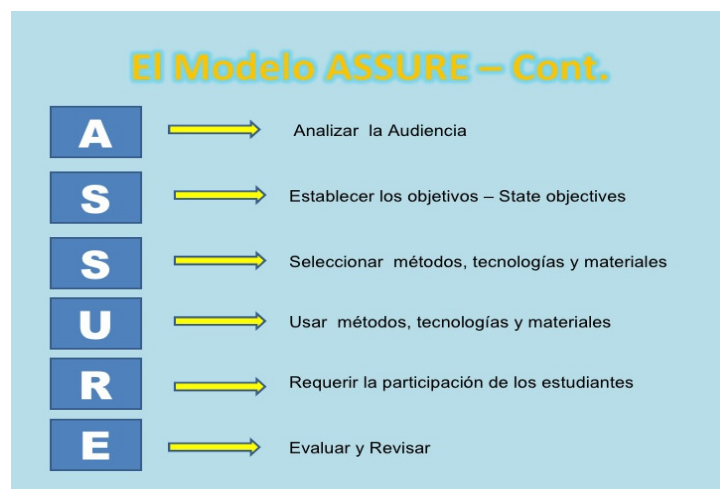 El Modelo ASSURE – Cont.
A Analizar la Audiencia
S Establecer los objetivos – State objectives
S Seleccionar métodos, tecnologías y materiales
U Usar métodos, tecnologías y materiales
R Requerir la participación de los estudiantes
E Evaluar y Revisar